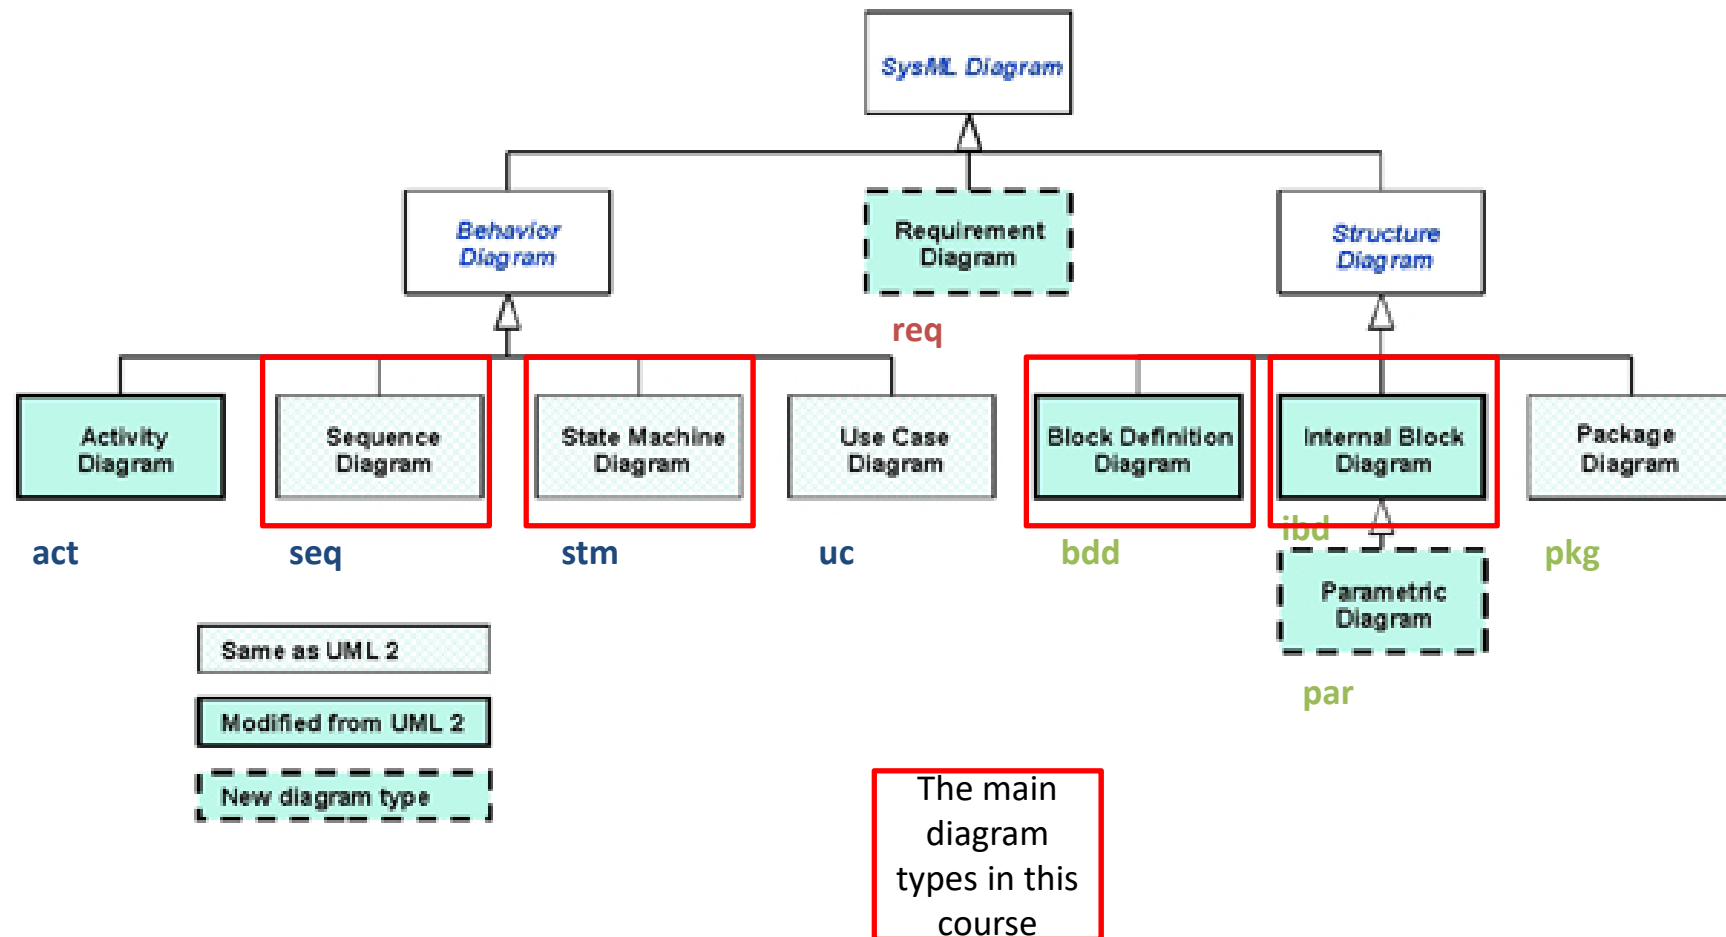 SysML Diagram
Behavior
Diagram
Requirement
Diagram
Structure
Diagram
req
Activity
Diagram
Sequence
Diagram
State Machine
Diagram
Use Case
Diagram
Block Definition
Diagram
Internal Block
Diagram
Package
Diagram
act
seq
stm
uc
bdd
ibd
pkg
Parametric
Diagram
par
Same as UML 2
Modified from UML 2
New diagram type
The main
diagram
types in this
course